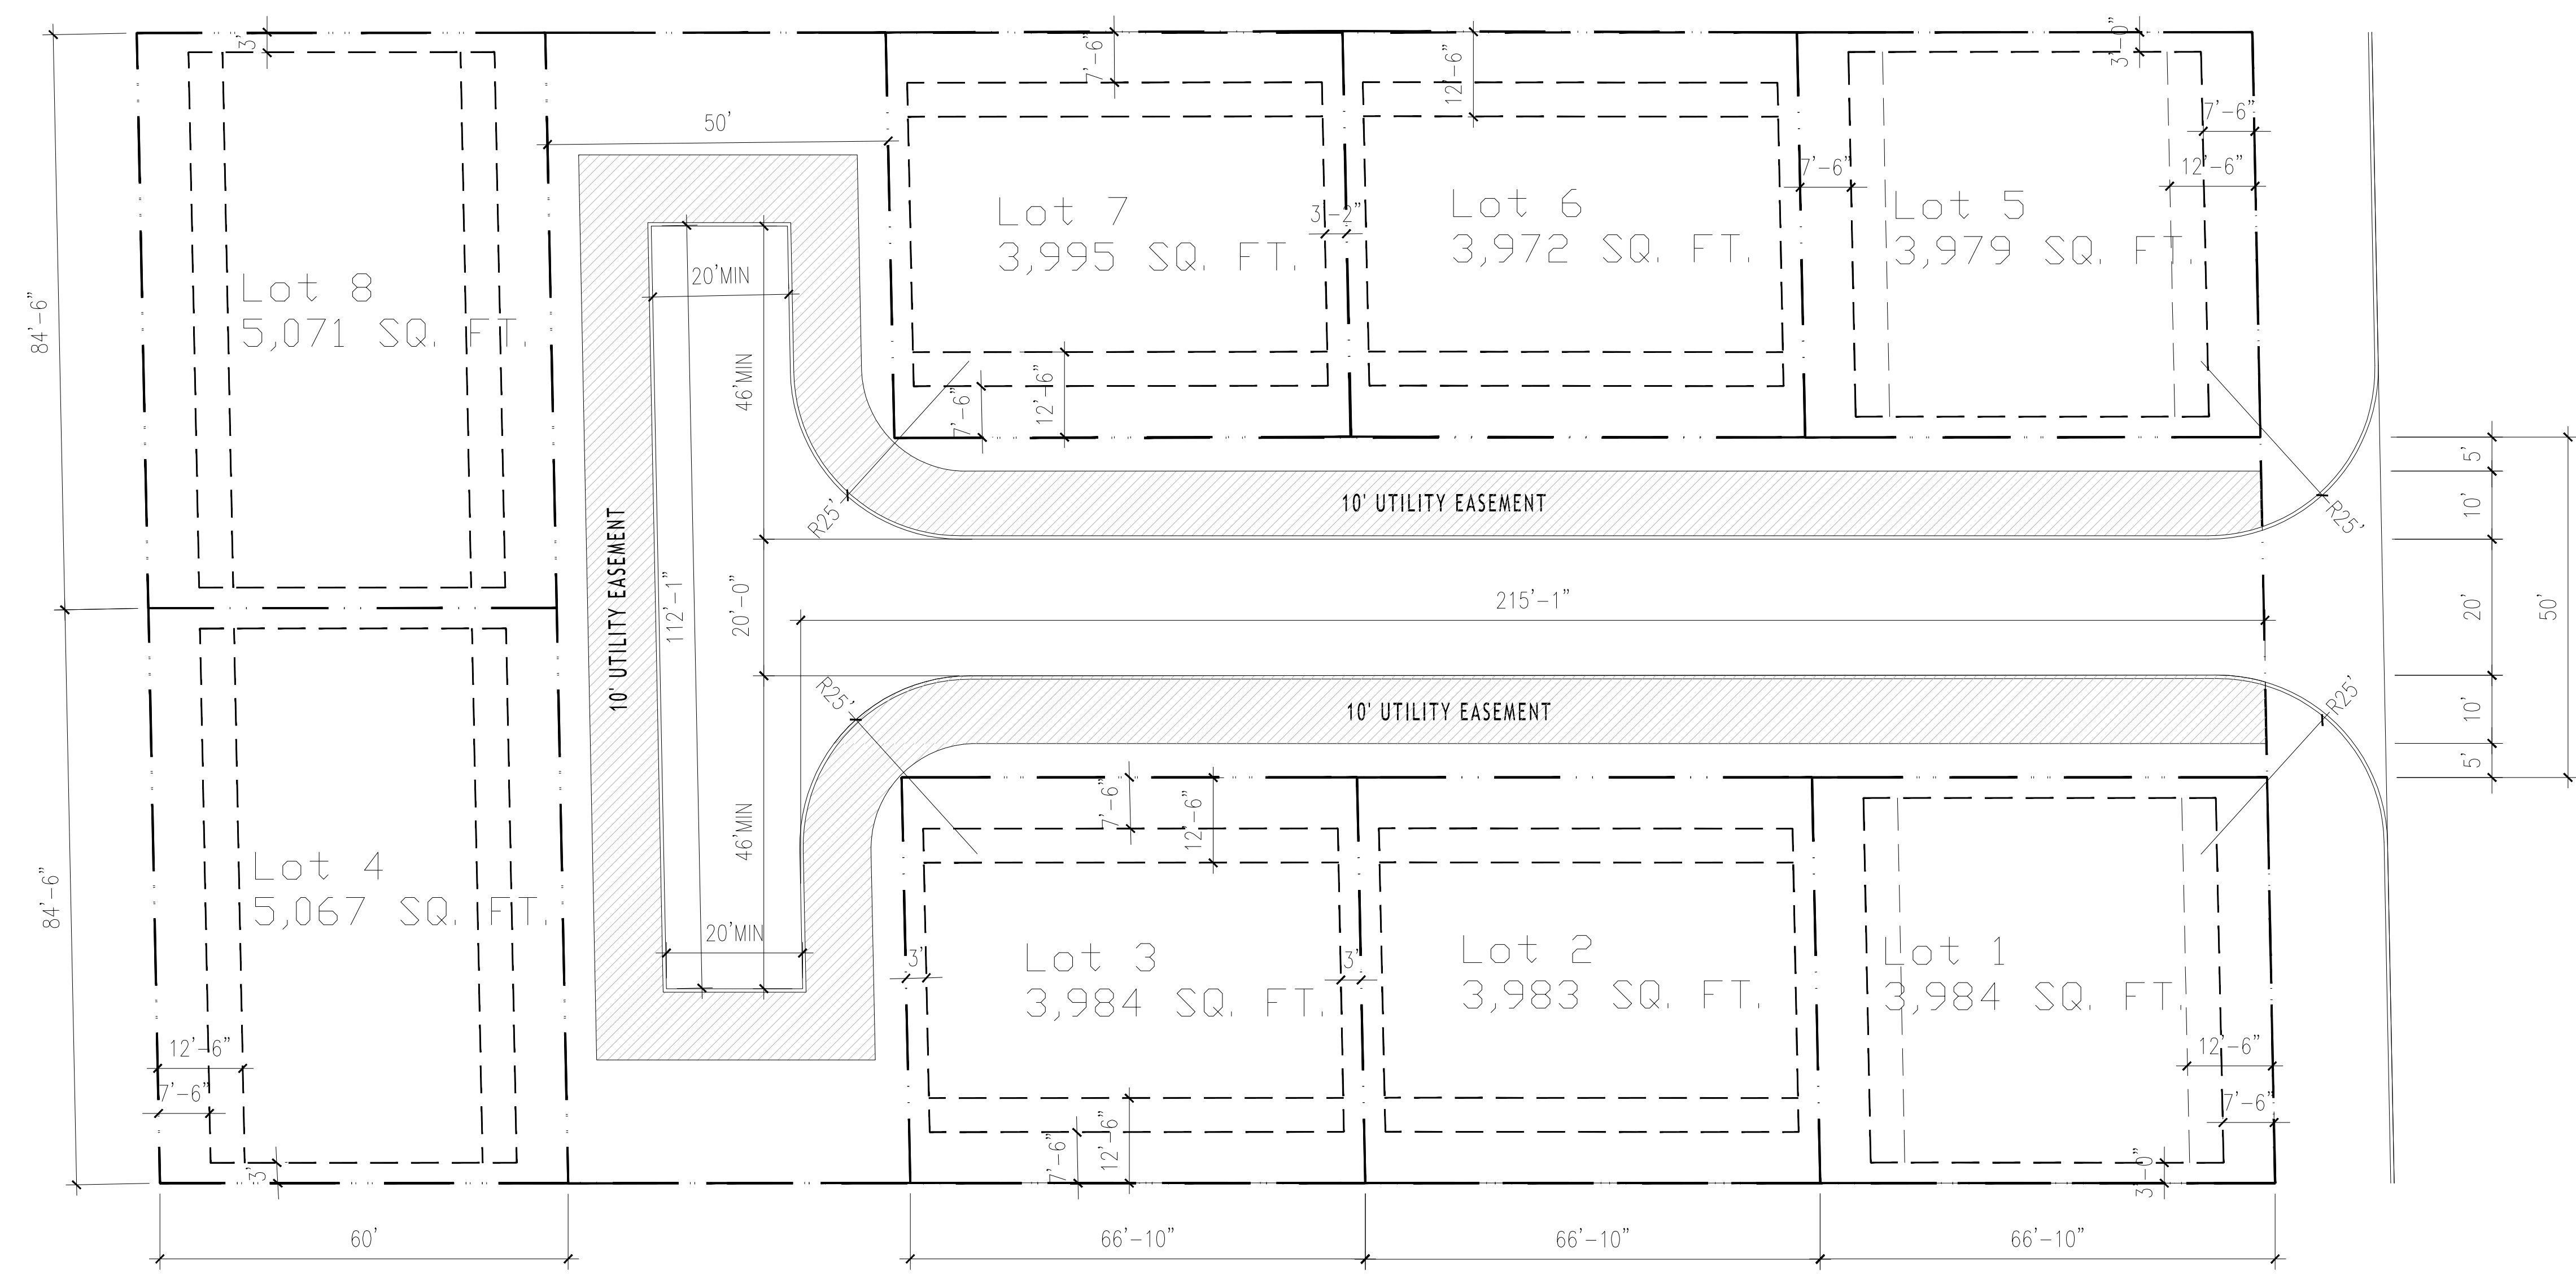 3'
7'-6"
12'-6"
3'-0"
7'-6"
12'-6"
50'
7'-6"
Lot 7
3,995 SQ. FT.
3'-2"
Lot 6
3,972 SQ. FT.
Lot 5
3,979 SQ. FT.
84'-6"
Lot 8
5,071 SQ. FT.
20'MIN
46'MIN
7'-6"
12'-6"
R25'
10' UTILITY EASEMENT
R25'
5'
10'
20'
50'
10'
5'
10' UTILITY EASEMENT
112'-1"
20'-0"
215'-1"
R25'
10' UTILITY EASEMENT
R25'
84'-6"
Lot 4
5,067 SQ. FT.
46'MIN
20'MIN
7'-6"
12'-6"
3'
Lot 3
3,984 SQ. FT.
3'
Lot 2
3,983 SQ. FT.
Lot 1
3,984 SQ. FT.
12'-6"
7'-6"
12'-6"
7'-6"
3'
7'-6"
12'-6"
3'-0"
60'
66'-10"
66'-10"
66'-10"